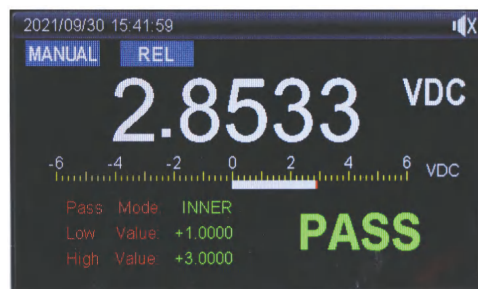 2021/09/30 15:41:59
MANUAL REL
2.8533 VDC
-6 -4 -2 0 2 4 6 VDC
Pass Mode: INNER
Low Value: +1.0000
High Value: +3.0000
PASS